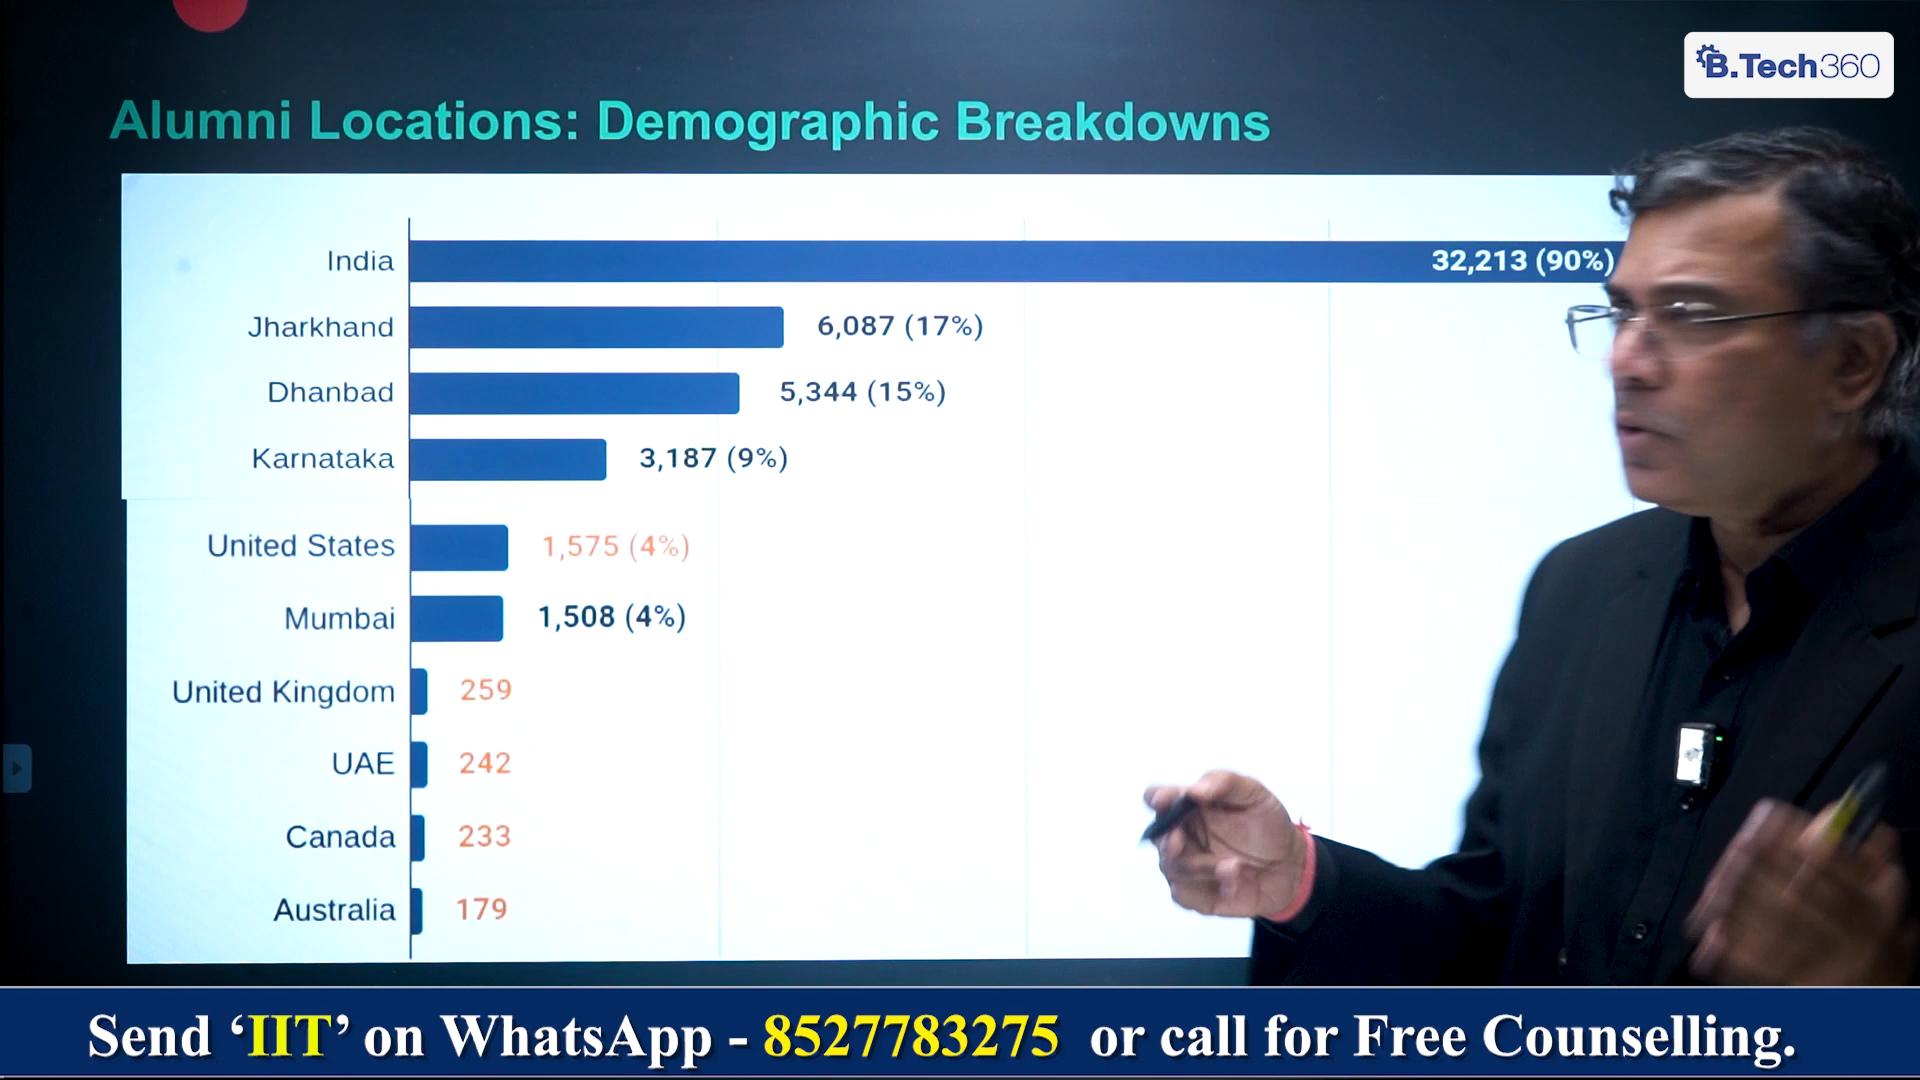 B.Tech360
Alumni Locations: Demographic Breakdowns
India 32,213 (90%)
Jharkhand 6,087 (17%)
Dhanbad 5,344 (15%)
Karnataka 3,187 (9%)
United States 1,575 (4%)
Mumbai 1,508 (4%)
United Kingdom 259
UAE 242
Canada 233
Australia 179
Send ‘IIT’ on WhatsApp - 8527783275 or call for Free Counselling.